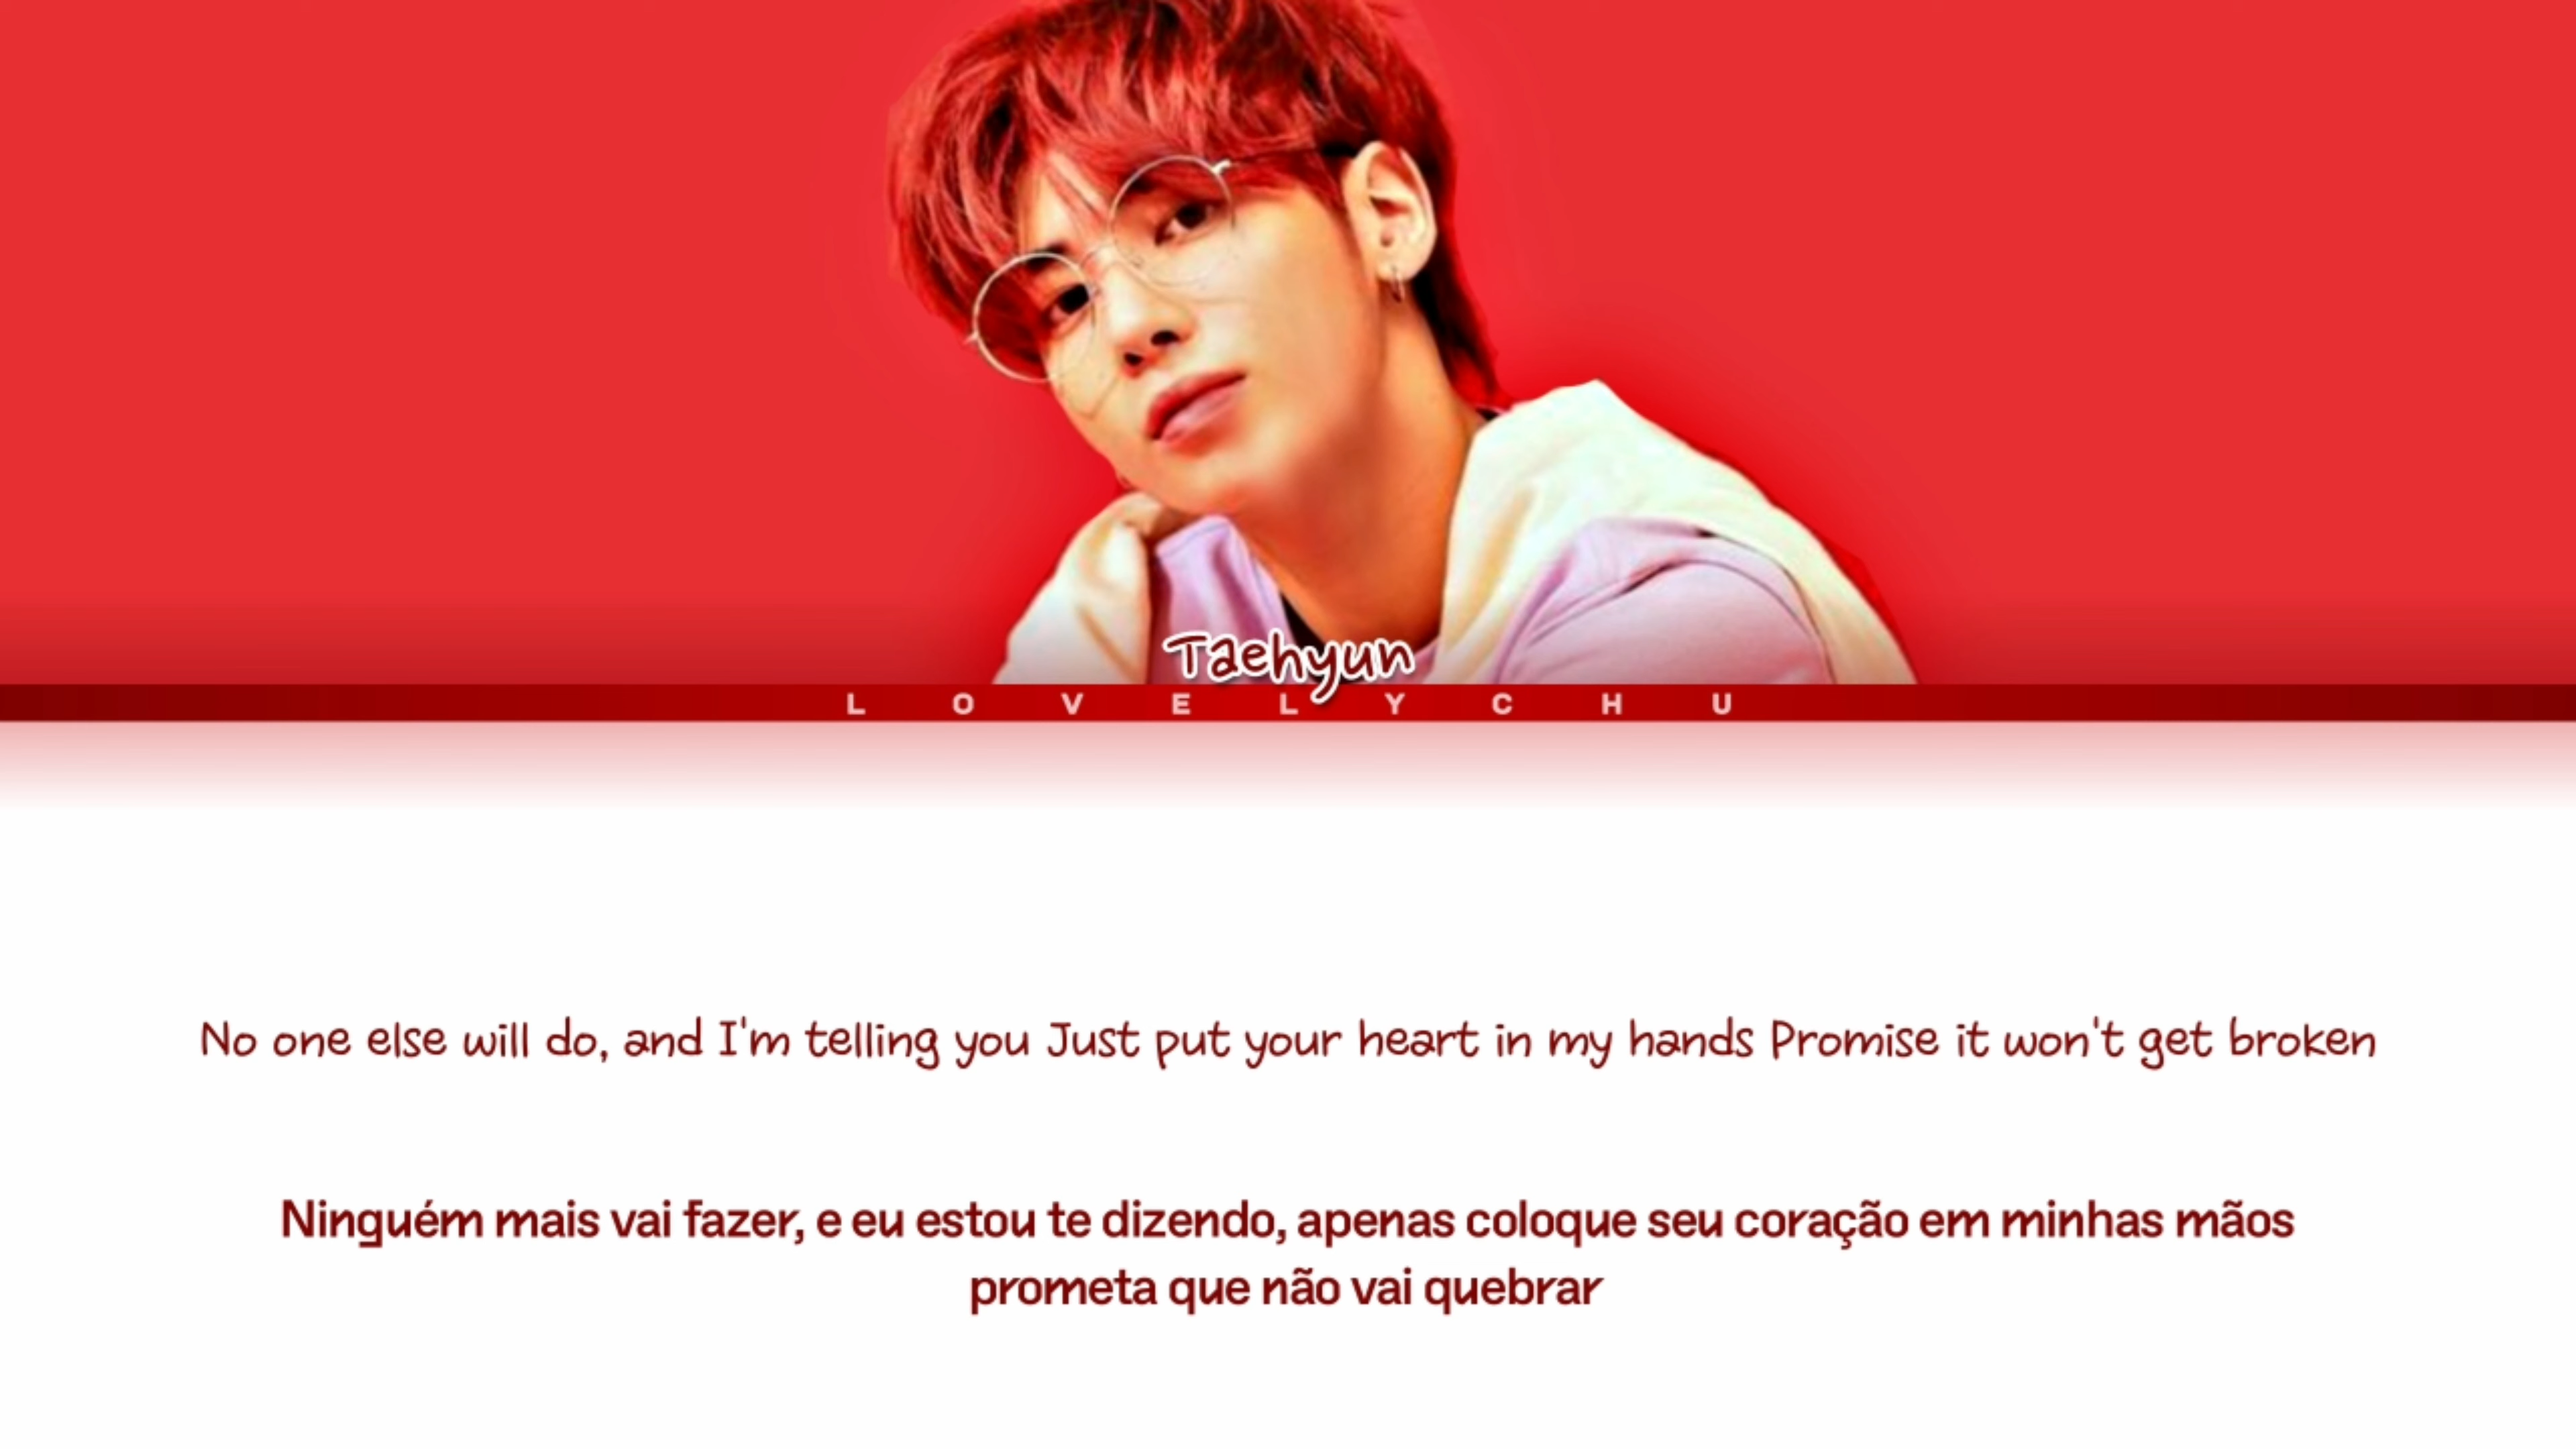 Taehyun
LOVELYCHU
No one else will do, and I'm telling you Just put your heart in my hands Promise it won't get broken
Ninguém mais vai fazer, e eu estou te dizendo, apenas coloque seu coração em minhas mãos
prometa que não vai quebrar